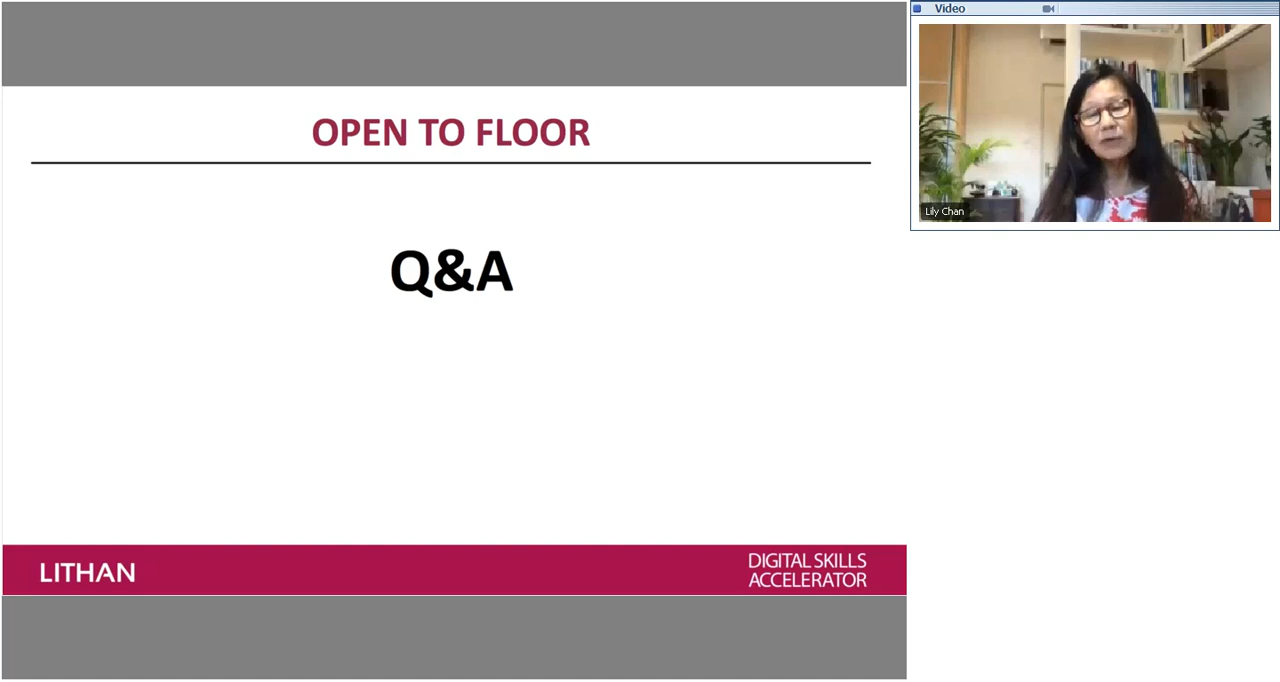 Video
OPEN TO FLOOR
Lily Chan
Q&A
LITHAN
DIGITAL SKILLS
ACCELERATOR